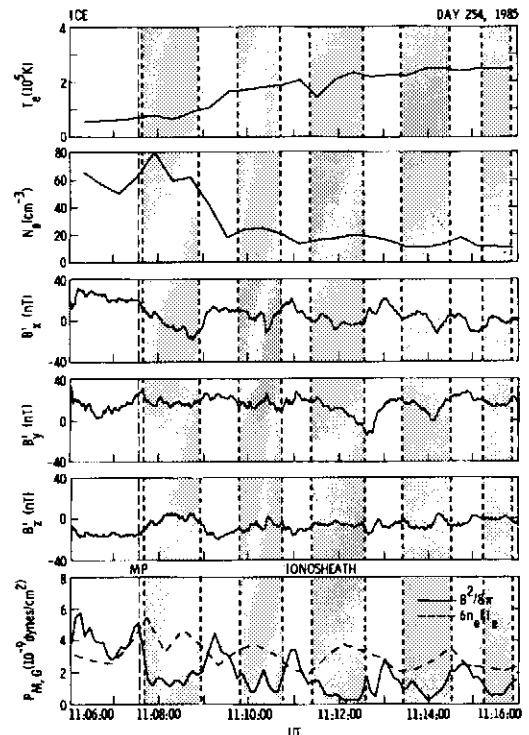 ICE DAY 254, 1985
4
2
0
T_e (10^5K)
80
60
40
20
0
N_e (cm^-3)
40
0
-40
B'_x (nT)
40
0
-40
B'_y (nT)
40
0
-40
B'_z (nT)
MP IONOSHEATH
8
6
4
2
0
P_M,G (10^-9 dynes/cm^2)
B^2/8π
6n_e T_e
11:06:00 11:08:00 11:10:00 11:12:00 11:14:00 11:16:00
UT